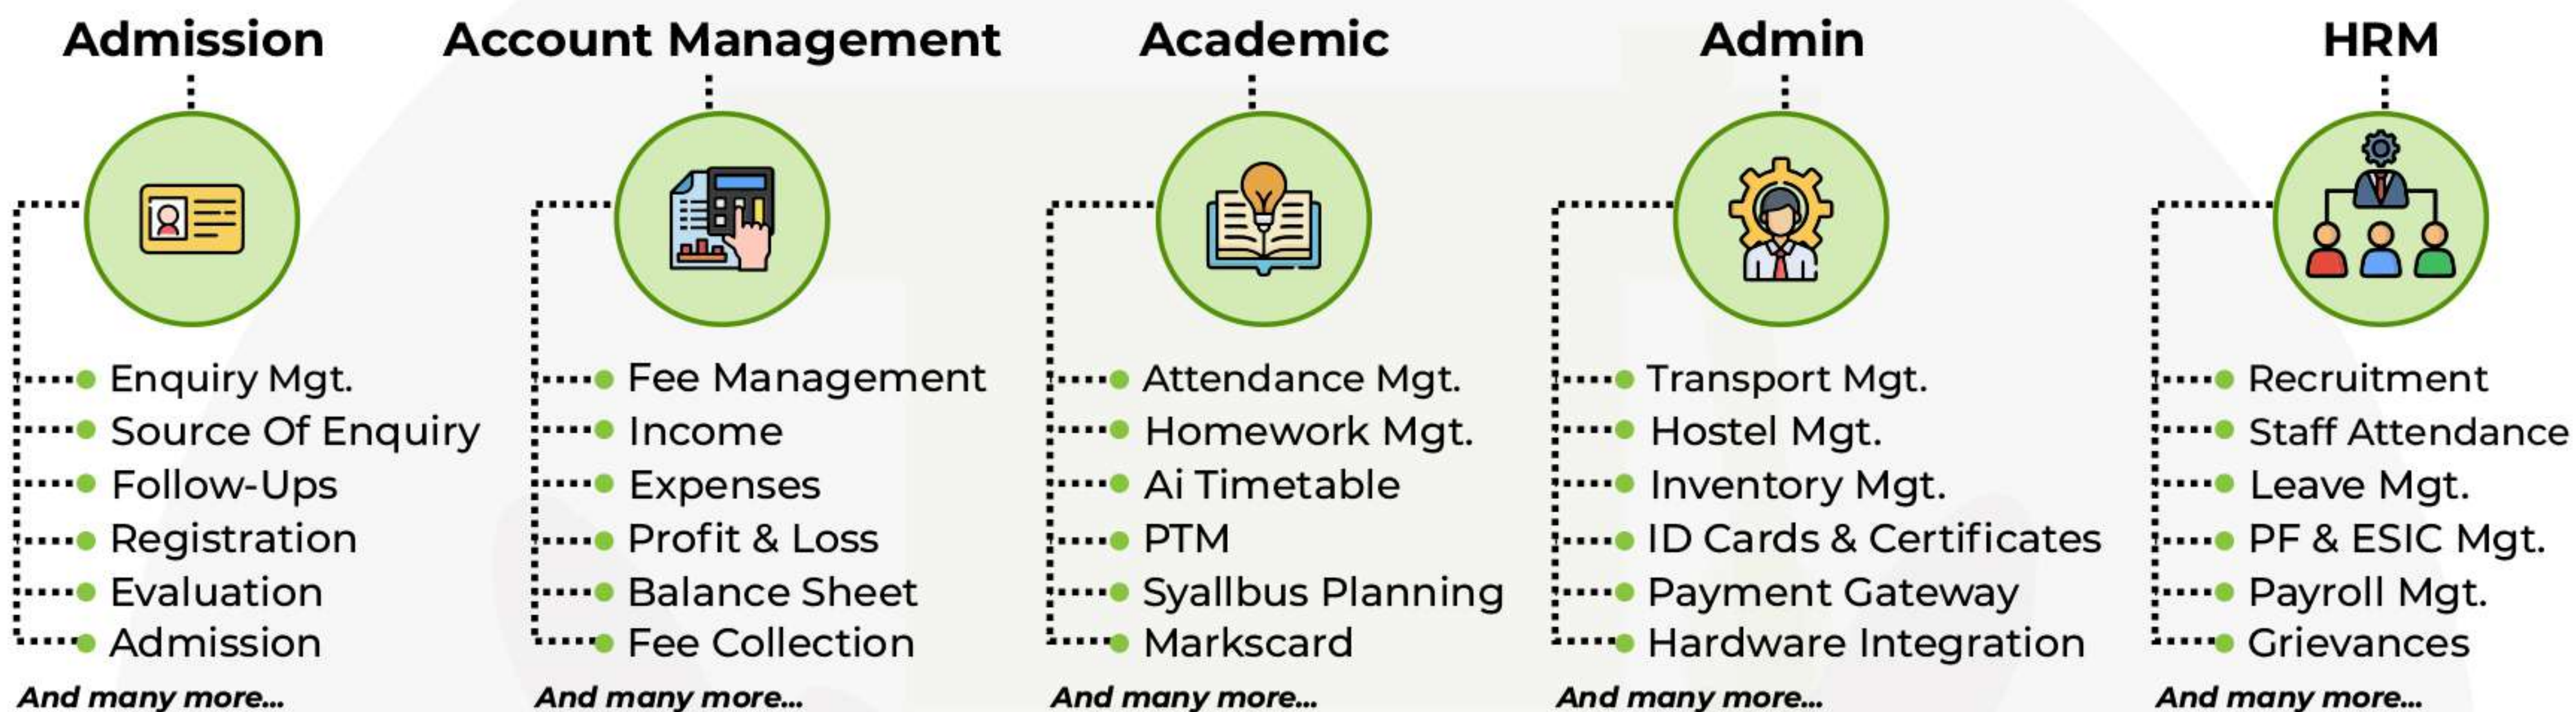 Admission
Enquiry Mgt.
Source Of Enquiry
Follow-Ups
Registration
Evaluation
Admission
And many more...
Account Management
Fee Management
Income
Expenses
Profit & Loss
Balance Sheet
Fee Collection
And many more...
Academic
Attendance Mgt.
Homework Mgt.
Ai Timetable
PTM
Syallbus Planning
Markscard
And many more...
Admin
Transport Mgt.
Hostel Mgt.
Inventory Mgt.
ID Cards & Certificates
Payment Gateway
Hardware Integration
And many more...
HRM
Recruitment
Staff Attendance
Leave Mgt.
PF & ESIC Mgt.
Payroll Mgt.
Grievances
And many more...